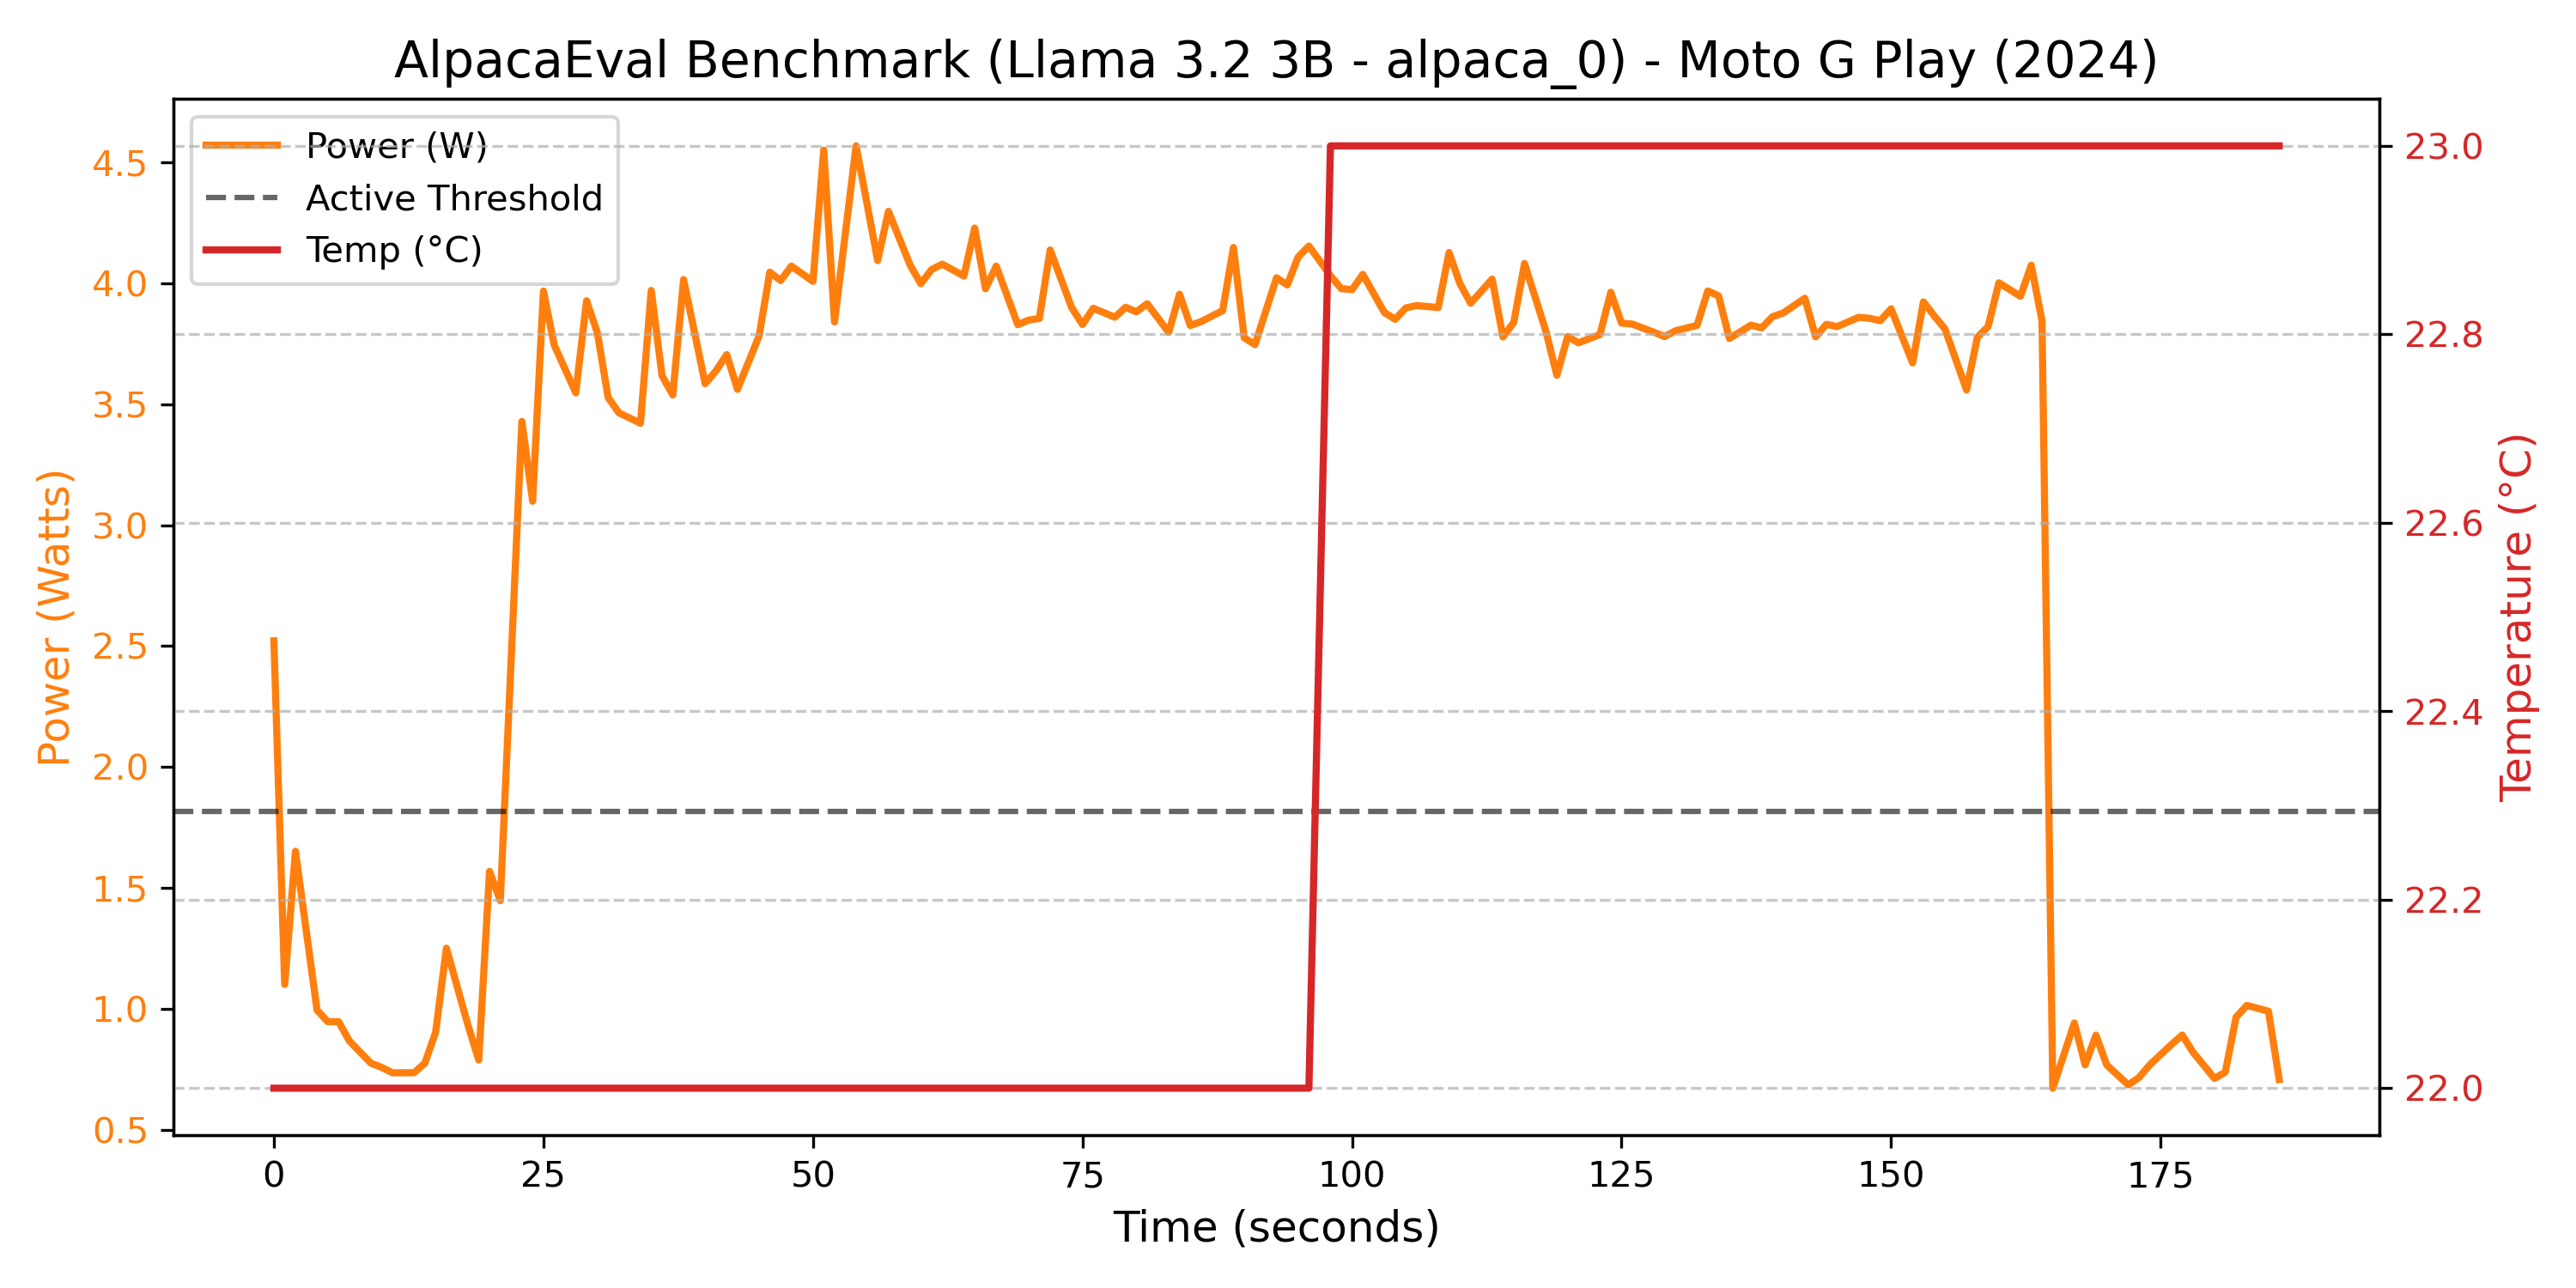 AlpacaEval Benchmark (Llama 3.2 3B - alpaca_0) - Moto G Play (2024)
Power (W)
Active Threshold
Temp (°C)
Power (Watts)
4.5
4.0
3.5
3.0
2.5
2.0
1.5
1.0
0.5
23.0
22.8
22.6
22.4
22.2
22.0
Temperature (°C)
0 25 50 75 100 125 150 175
Time (seconds)